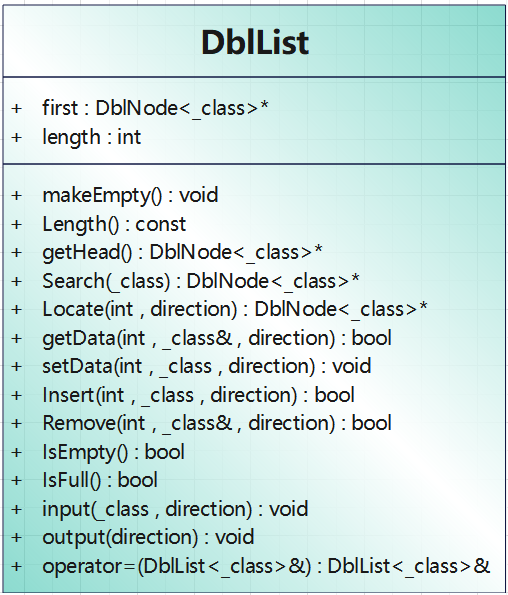 DblList
+ first : DblNode<_class>*
+ length : int
+ makeEmpty() : void
+ Length() : const
+ getHead() : DblNode<_class>*
+ Search(_class) : DblNode<_class>*
+ Locate(int , direction) : DblNode<_class>*
+ getData(int , _class& , direction) : bool
+ setData(int , _class , direction) : void
+ Insert(int , _class , direction) : bool
+ Remove(int , _class& , direction) : bool
+ IsEmpty() : bool
+ IsFull() : bool
+ input(_class , direction) : void
+ output(direction) : void
+ operator=(DblList<_class>&) : DblList<_class>&